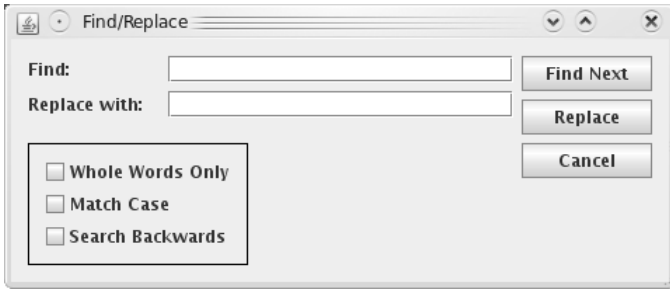 Find/Replace
Find:
Find Next
Replace with:
Replace
Cancel
Whole Words Only
Match Case
Search Backwards